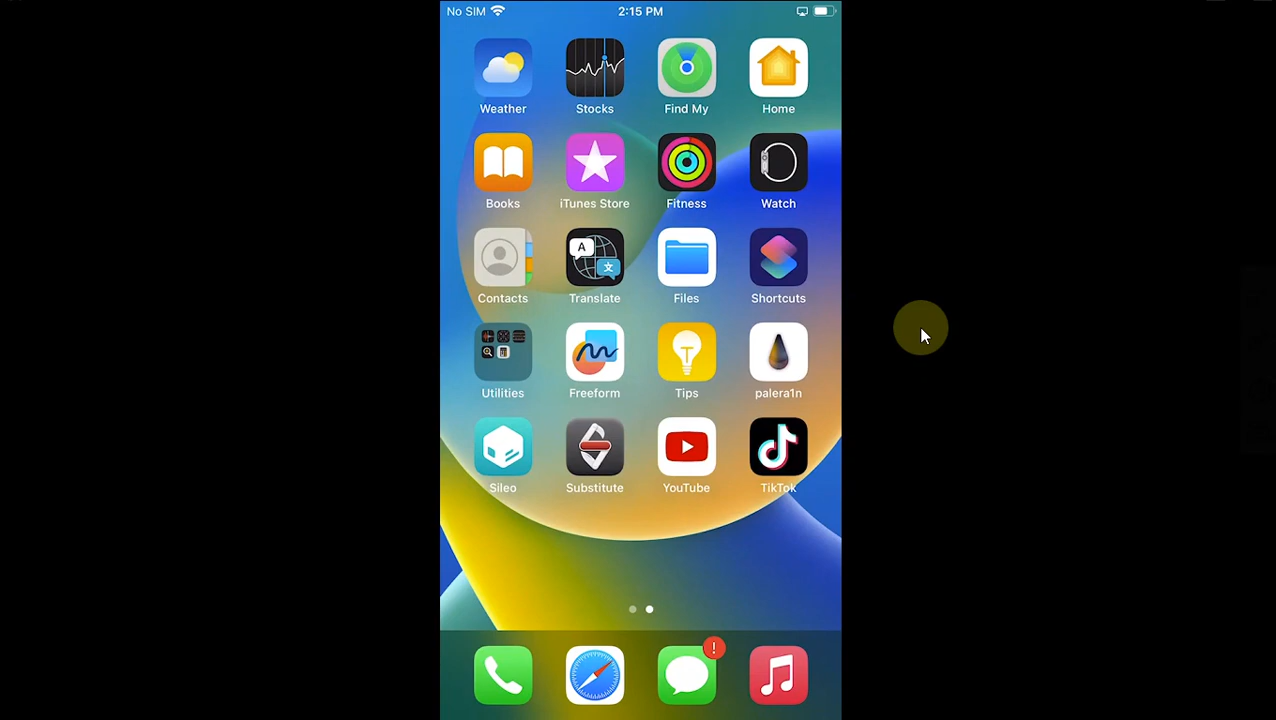 No SIM 2:15 PM
Weather Stocks Find My Home
Books iTunes Store Fitness Watch
A
文
Contacts Translate Files Shortcuts
T
Utilities Freeform Tips palera1n
Sileo Substitute YouTube TikTok
!